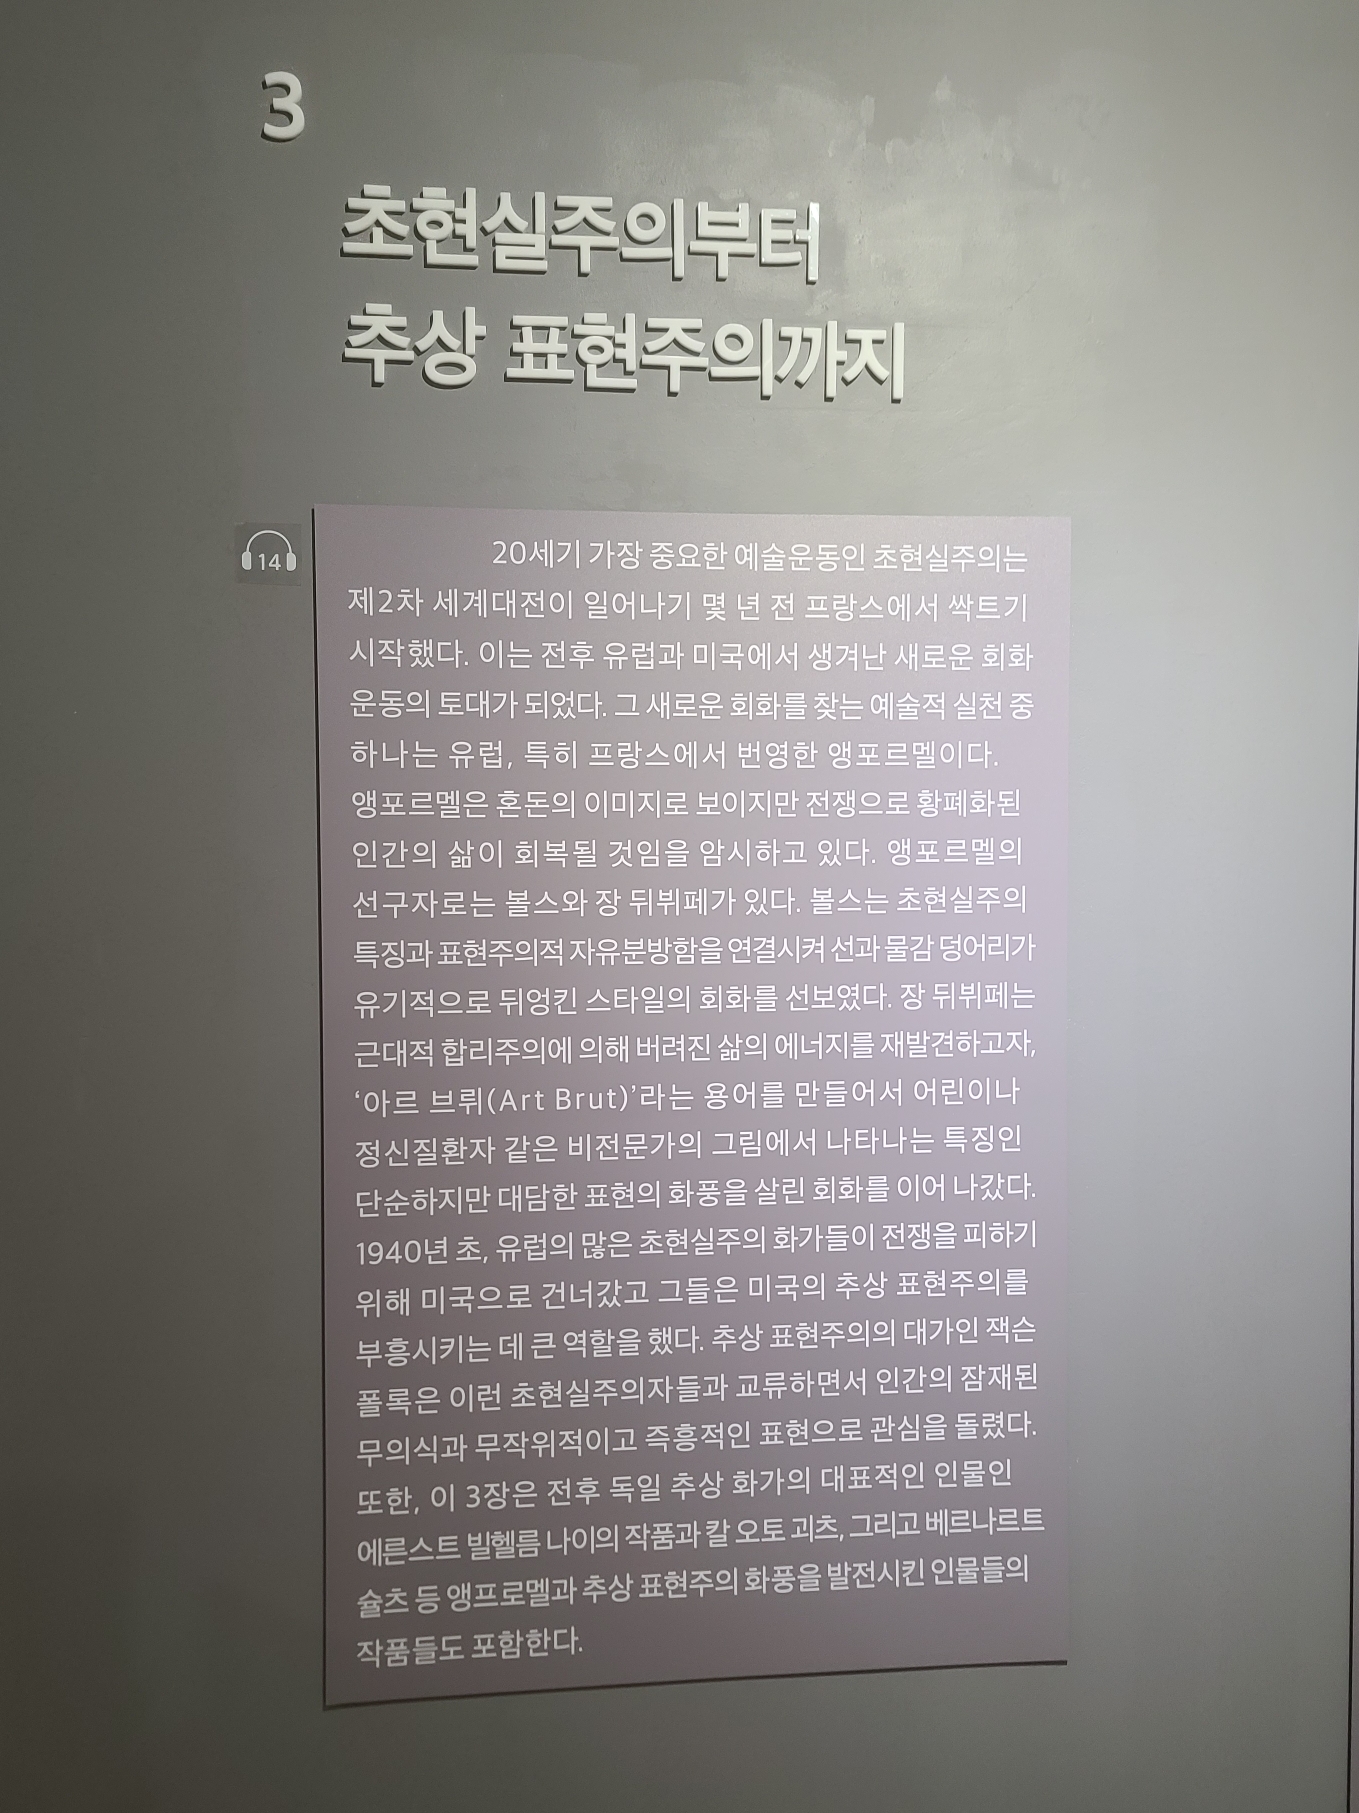 3
초현실주의부터
추상 표현주의까지
14
20세기 가장 중요한 예술운동인 초현실주의는
제2차 세계대전이 일어나기 몇 년 전 프랑스에서 싹트기
시작했다. 이는 전후 유럽과 미국에서 생겨난 새로운 회화
운동의 토대가 되었다. 그 새로운 회화를 찾는 예술적 실천 중
하나는 유럽, 특히 프랑스에서 번영한 앵포르멜이다.
앵포르멜은 혼돈의 이미지로 보이지만 전쟁으로 황폐화된
인간의 삶이 회복될 것임을 암시하고 있다. 앵포르멜의
선구자로는 볼스와 장 뒤뷔페가 있다. 볼스는 초현실주의
특징과 표현주의적 자유분방함을 연결시켜 선과 물감 덩어리가
유기적으로 뒤엉킨 스타일의 회화를 선보였다. 장 뒤뷔페는
근대적 합리주의에 의해 버려진 삶의 에너지를 재발견하고자,
‘아르 브뤼(Art Brut)’라는 용어를 만들어서 어린이나
정신질환자 같은 비전문가의 그림에서 나타나는 특징인
단순하지만 대담한 표현의 화풍을 살린 회화를 이어 나갔다.
1940년 초, 유럽의 많은 초현실주의 화가들이 전쟁을 피하기
위해 미국으로 건너갔고 그들은 미국의 추상 표현주의를
부흥시키는 데 큰 역할을 했다. 추상 표현주의의 대가인 잭슨
폴록은 이런 초현실주의자들과 교류하면서 인간의 잠재된
무의식과 무작위적이고 즉흥적인 표현으로 관심을 돌렸다.
또한, 이 3장은 전후 독일 추상 화가의 대표적인 인물인
에른스트 빌헬름 나이의 작품과 칼 오토 괴츠, 그리고 베르나르트
슐츠 등 앵프로멜과 추상 표현주의 화풍을 발전시킨 인물들의
작품들도 포함한다.